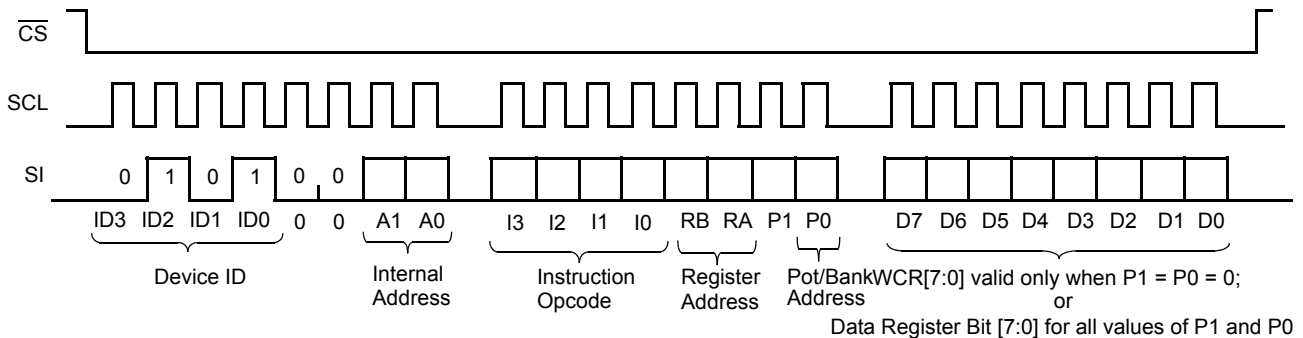 CS
SCL
SI
0 1 0 1 0 0
ID3 ID2 ID1 ID0 0 0 A1 A0 I3 I2 I1 I0 RB RA P1 P0 D7 D6 D5 D4 D3 D2 D1 D0
Device ID
Internal
Address
Instruction
Opcode
Register
Address
Pot/Bank
Address
WCR[7:0] valid only when P1 = P0 = 0;
or
Data Register Bit [7:0] for all values of P1 and P0